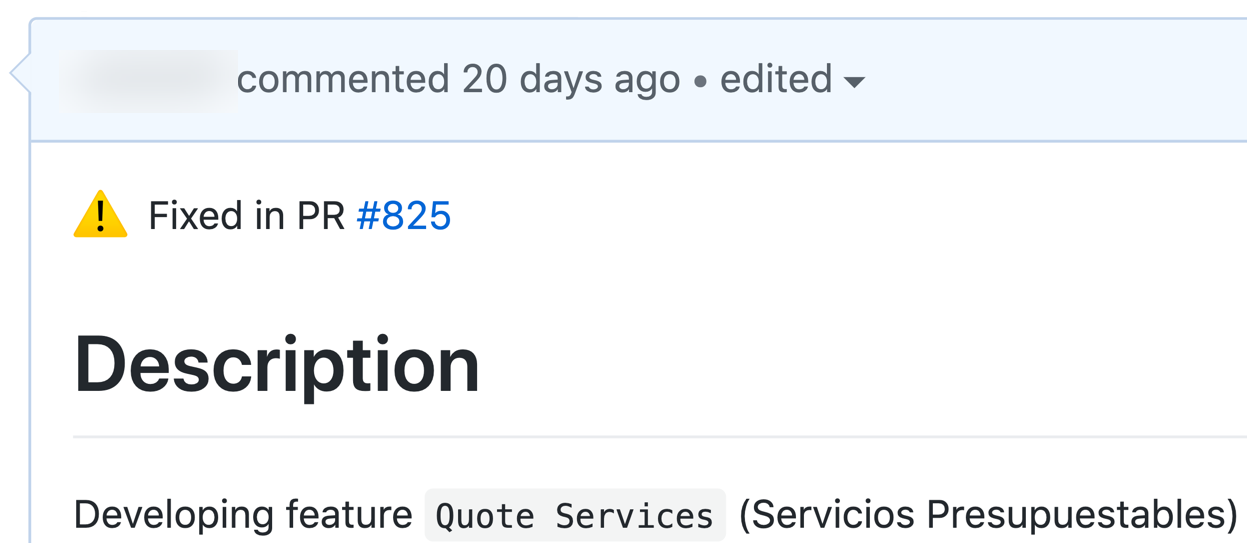 commented 20 days ago • edited
⚠️ Fixed in PR #825
Description
Developing feature Quote Services (Servicios Presupuestables)